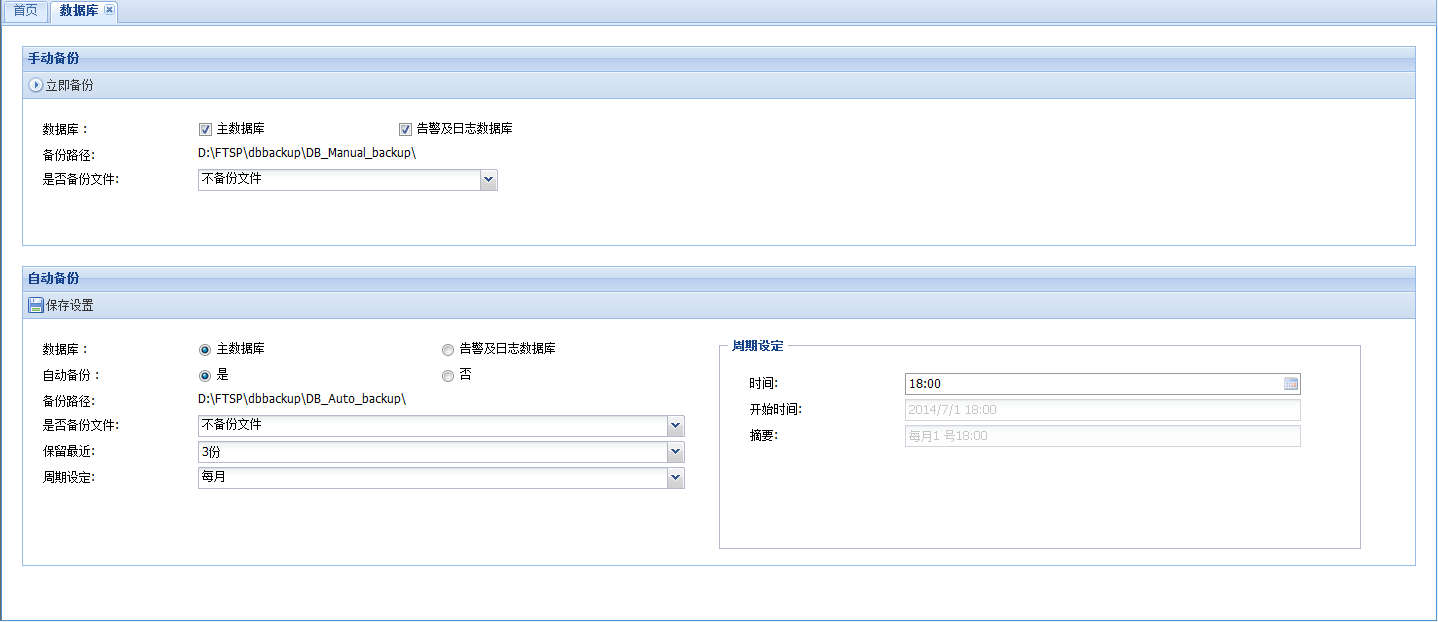 首页 数据库
手动备份
立即备份
数据库： 主数据库 告警及日志数据库
备份路径: D:\FTSP\dbbackup\DB_Manual_backup\
是否备份文件: 不备份文件
自动备份
保存设置
数据库： 主数据库 告警及日志数据库
自动备份： 是 否
备份路径: D:\FTSP\dbbackup\DB_Auto_backup\
是否备份文件: 不备份文件
保留最近: 3份
周期设定: 每月
周期设定
时间: 18:00
开始时间: 2014/7/1 18:00
摘要: 每月1 号18:00